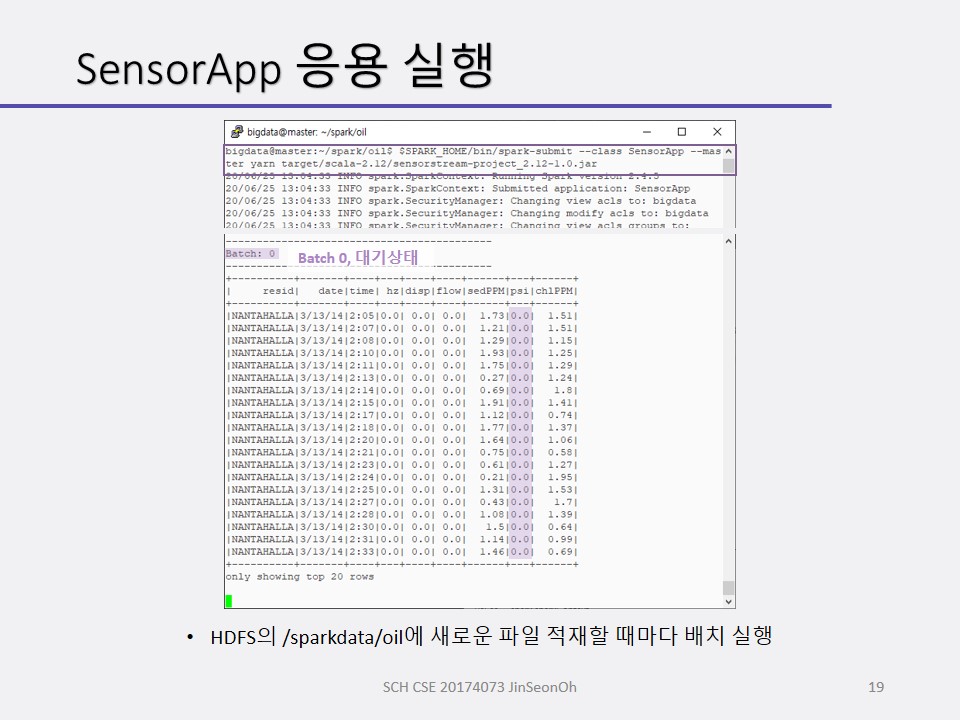 SensorApp 응용 실행
bigdata@master: ~/spark/oil
bigdata@master:~/spark/oil$ $SPARK_HOME/bin/spark-submit --class SensorApp --mas
ter yarn target/scala-2.12/sensorstream-project_2.12-1.0.jar
20/06/25 13:04:33 INFO spark.SparkContext: Running Spark version 2.4.5
20/06/25 13:04:33 INFO spark.SparkContext: Submitted application: SensorApp
20/06/25 13:04:33 INFO spark.SecurityManager: Changing view acls to: bigdata
20/06/25 13:04:33 INFO spark.SecurityManager: Changing modify acls to: bigdata
20/06/25 13:04:33 INFO spark.SecurityManager: Changing view acls groups to:
-------------------------------------------
Batch: 0
Batch 0, 대기상태
-------------------------------------------
+----------+-------+----+---+----+----+------+---+------+
|     resid|   date|time| hz|disp|flow|sedPPM|psi|chlPPM|
+----------+-------+----+---+----+----+------+---+------+
|NANTAHALLA|3/13/14|2:05|0.0| 0.0| 0.0|  1.73|0.0|  1.51|
|NANTAHALLA|3/13/14|2:07|0.0| 0.0| 0.0|  1.21|0.0|  1.51|
|NANTAHALLA|3/13/14|2:08|0.0| 0.0| 0.0|  1.29|0.0|  1.15|
|NANTAHALLA|3/13/14|2:10|0.0| 0.0| 0.0|  1.93|0.0|  1.25|
|NANTAHALLA|3/13/14|2:11|0.0| 0.0| 0.0|  1.75|0.0|  1.29|
|NANTAHALLA|3/13/14|2:13|0.0| 0.0| 0.0|  0.27|0.0|  1.24|
|NANTAHALLA|3/13/14|2:14|0.0| 0.0| 0.0|  0.69|0.0|   1.8|
|NANTAHALLA|3/13/14|2:15|0.0| 0.0| 0.0|  1.91|0.0|  1.41|
|NANTAHALLA|3/13/14|2:17|0.0| 0.0| 0.0|  1.12|0.0|  0.74|
|NANTAHALLA|3/13/14|2:18|0.0| 0.0| 0.0|  1.77|0.0|  1.37|
|NANTAHALLA|3/13/14|2:20|0.0| 0.0| 0.0|  1.64|0.0|  1.06|
|NANTAHALLA|3/13/14|2:21|0.0| 0.0| 0.0|  0.75|0.0|  0.58|
|NANTAHALLA|3/13/14|2:23|0.0| 0.0| 0.0|  0.61|0.0|  1.27|
|NANTAHALLA|3/13/14|2:24|0.0| 0.0| 0.0|  0.21|0.0|  1.95|
|NANTAHALLA|3/13/14|2:25|0.0| 0.0| 0.0|  1.31|0.0|  1.53|
|NANTAHALLA|3/13/14|2:27|0.0| 0.0| 0.0|  0.43|0.0|   1.7|
|NANTAHALLA|3/13/14|2:28|0.0| 0.0| 0.0|  1.08|0.0|  1.39|
|NANTAHALLA|3/13/14|2:30|0.0| 0.0| 0.0|   1.5|0.0|  0.64|
|NANTAHALLA|3/13/14|2:31|0.0| 0.0| 0.0|  1.14|0.0|  0.99|
|NANTAHALLA|3/13/14|2:33|0.0| 0.0| 0.0|  1.46|0.0|  0.69|
+----------+-------+----+---+----+----+------+---+------+
only showing top 20 rows
• HDFS의 /sparkdata/oil에 새로운 파일 적재할 때마다 배치 실행
SCH CSE 20174073 JinSeonOh
19